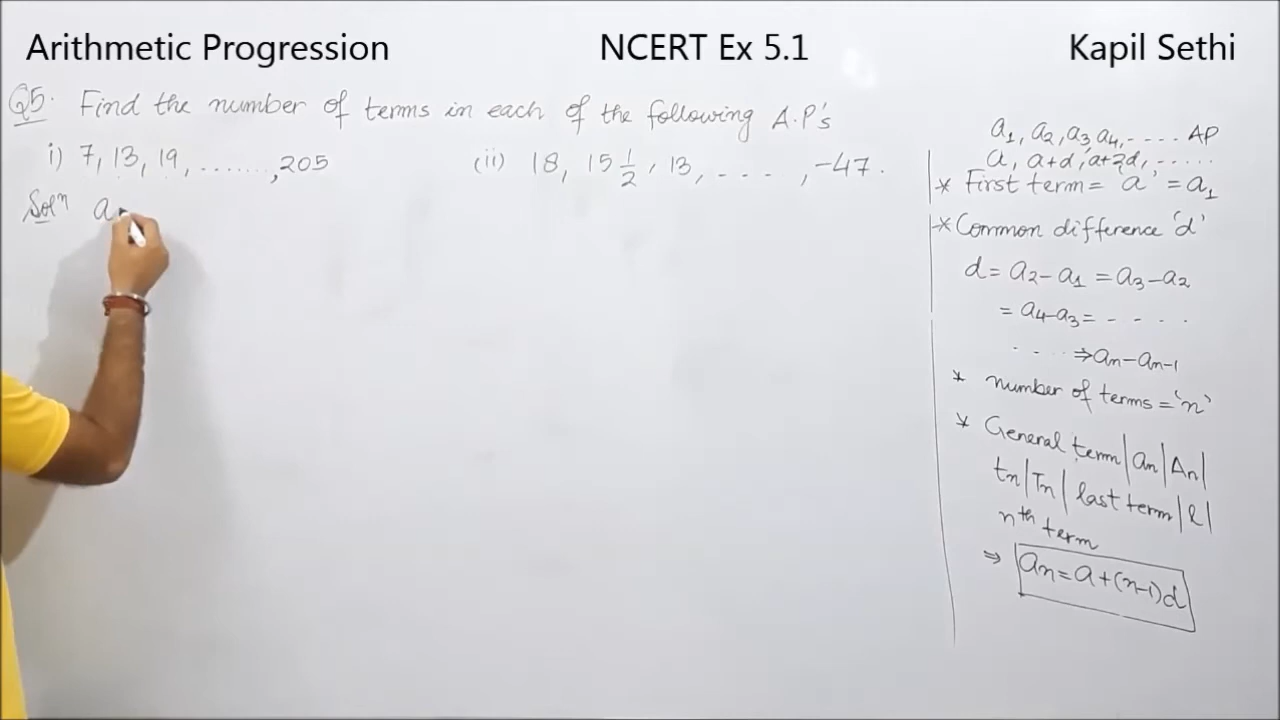 Arithmetic Progression NCERT Ex 5.1 Kapil Sethi
Q5. Find the number of terms in each of the following A.P's
i) 7, 13, 19, ......., 205 (ii) 18, 15 1/2, 13, - - - , -47.
Solⁿ a
a₁, a₂, a₃, a₄, - . . . . AP
a, a+d, a+2d, - . . . .
* First term = 'a' = a₁
* Common difference 'd'
d = a₂ - a₁ = a₃ - a₂
= a₄ - a₃ = - - - .
. . . . ⇒ aₙ - aₙ₋₁
* number of terms = 'n'
* General term | aₙ | Aₙ |
tₙ | Tₙ | last term | l |
nᵗʰ term
⇒ aₙ = a + (n-1)d